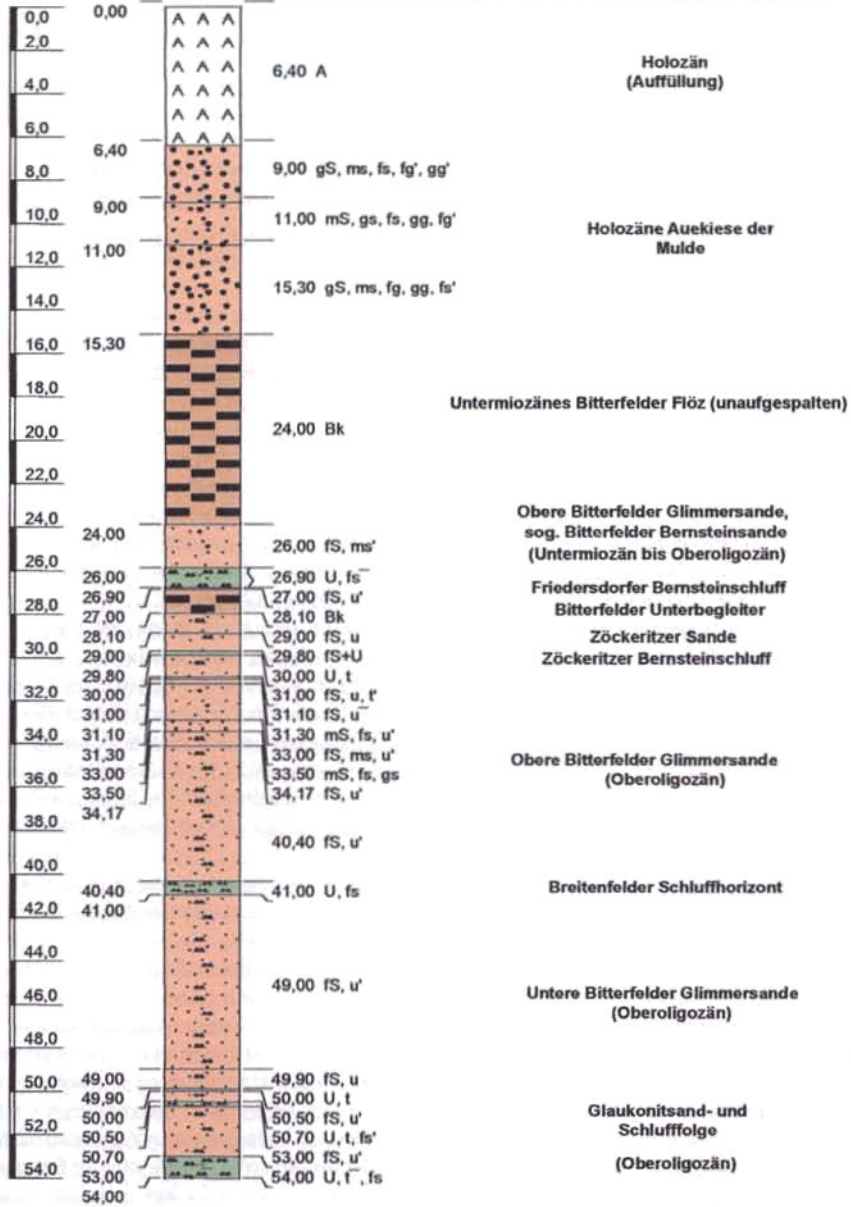 0,0
2,0
4,0
6,0
8,0
10,0
12,0
14,0
16,0
18,0
20,0
22,0
24,0
26,0
28,0
30,0
32,0
34,0
36,0
38,0
40,0
42,0
44,0
46,0
48,0
50,0
52,0
54,0
0,00
6,40
9,00
11,00
15,30
24,00
26,00
26,90
27,00
28,10
29,00
29,80
30,00
31,00
31,10
31,30
33,00
33,50
34,17
40,40
41,00
49,00
49,90
50,00
50,50
50,70
53,00
54,00
6,40 A
9,00 gS, ms, fs, fg', gg'
11,00 mS, gs, fs, gg, fg'
15,30 gS, ms, fg, gg, fs'
24,00 Bk
26,00 fS, ms'
26,90 U, fs¯
27,00 fS, u'
28,10 Bk
29,00 fS, u
29,80 fS+U
30,00 U, t
31,00 fS, u, t'
31,10 fS, u¯
31,30 mS, fs, u'
33,00 fS, ms, u'
33,50 mS, fs, gs
34,17 fS, u'
40,40 fS, u'
41,00 U, fs
49,00 fS, u'
49,90 fS, u
50,00 U, t
50,50 fS, u'
50,70 U, t, fs'
53,00 fS, u'
54,00 U, t¯, fs
Holozän
(Auffüllung)
Holozäne Auekiese der
Mulde
Untermiozänes Bitterfelder Flöz (unaufgespalten)
Obere Bitterfelder Glimmersande,
sog. Bitterfelder Bernsteinsande
(Untermiozän bis Oberoligozän)
Friedersdorfer Bernsteinschluff
Bitterfelder Unterbegleiter
Zöckeritzer Sande
Zöckeritzer Bernsteinschluff
Obere Bitterfelder Glimmersande
(Oberoligozän)
Breitenfelder Schluffhorizont
Untere Bitterfelder Glimmersande
(Oberoligozän)
Glaukonitsand- und
Schlufffolge
(Oberoligozän)